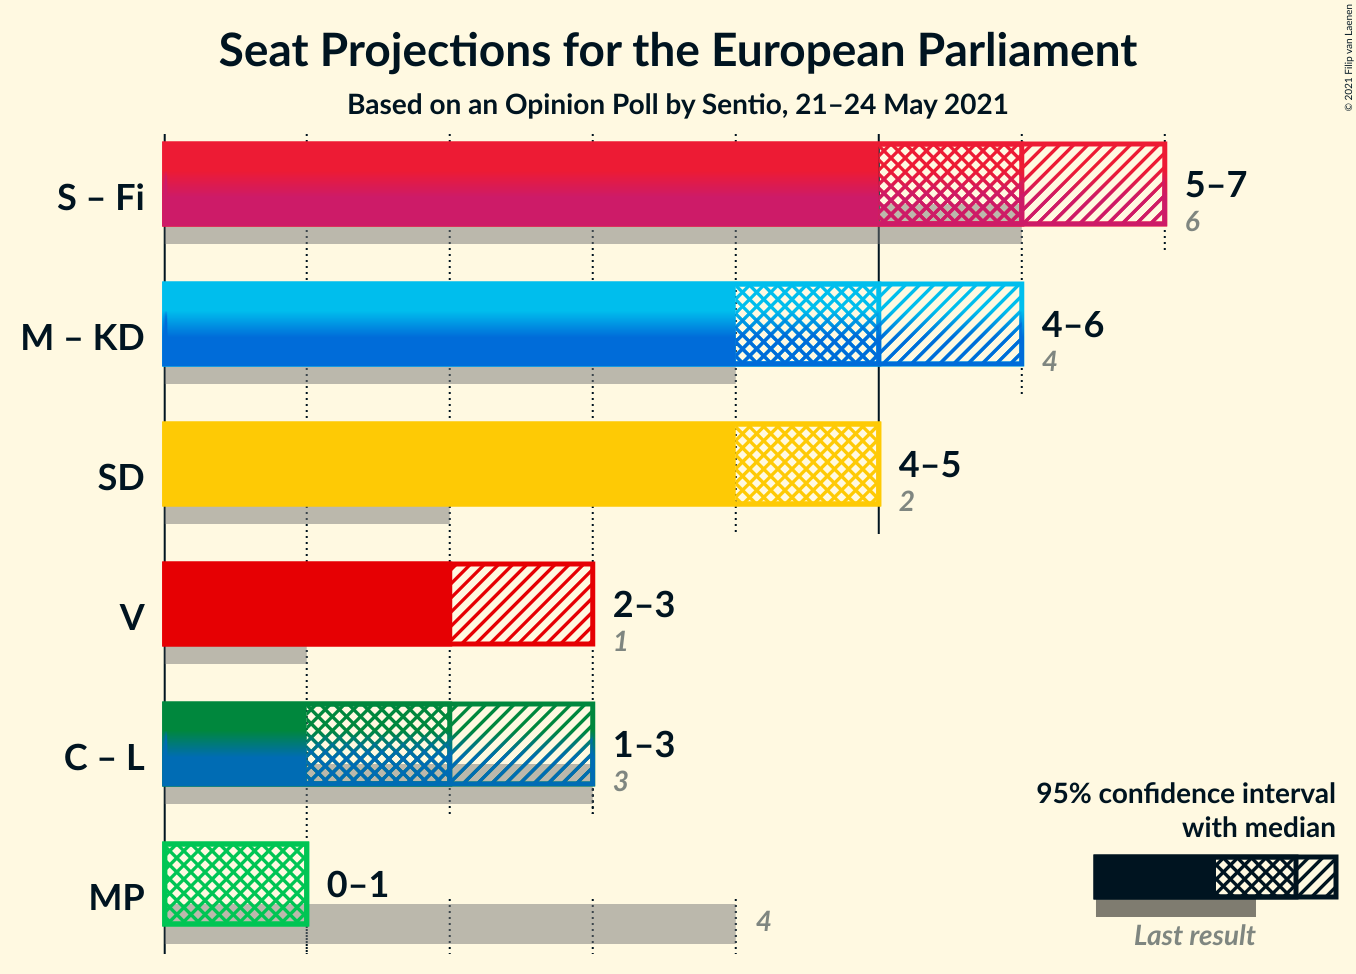 Seat Projections for the European Parliament
Based on an Opinion Poll by Sentio, 21–24 May 2021
© 2021 Filip van Laenen
S – Fi
5–7
6
M – KD
4–6
4
SD
4–5
2
V
2–3
1
C – L
1–3
3
MP
0–1
4
95% confidence interval
with median
Last result